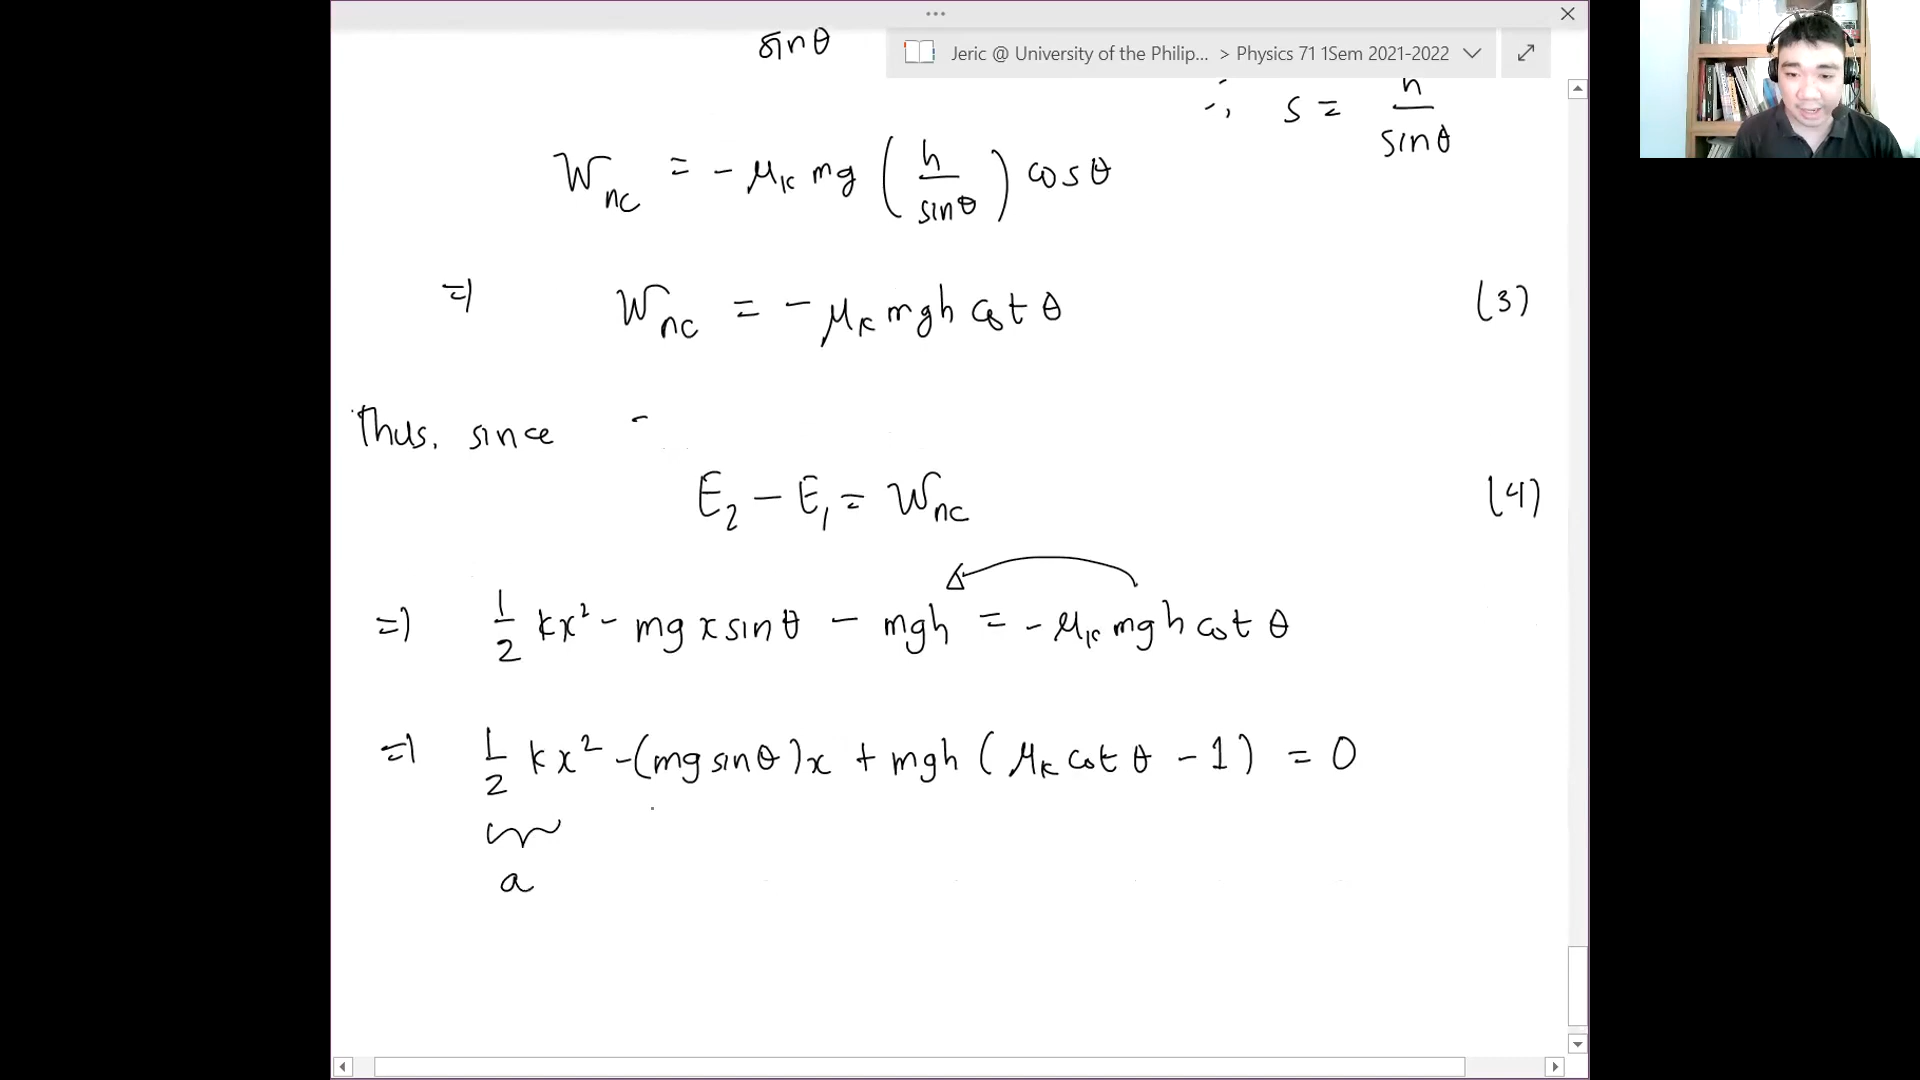 sinθ
Jeric @ University of the Philip... > Physics 71 1Sem 2021-2022
∴ s = h/sinθ
W_nc = - μ_k mg (h/sinθ) cosθ
⇒ W_nc = - μ_k mgh cot θ (3)
Thus, since
E_2 - E_1 = W_nc (4)
⇒ 1/2 kx² - mg x sinθ - mgh = - μ_k mgh cot θ
⇒ 1/2 kx² - (mg sinθ)x + mgh (μ_k cot θ - 1) = 0
a